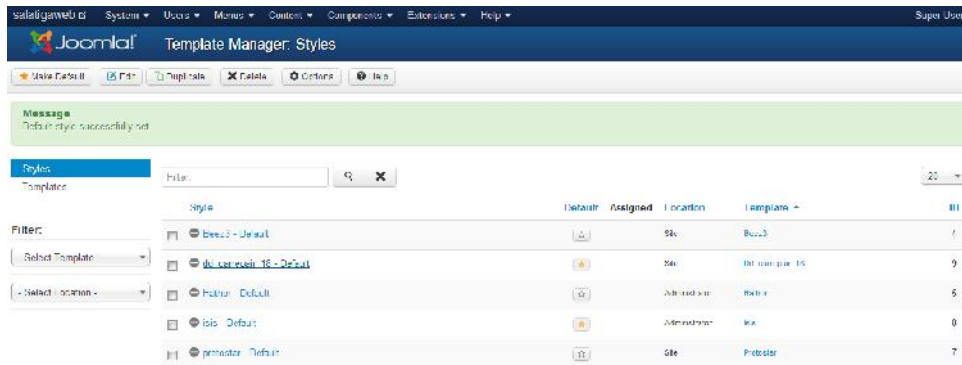 salatigaweb System Users Menus Content Components Extensions Help Super User
Joomla! Template Manager: Styles
Make Default Edit Duplicate Delete Options Help
Message
Default style successfully set
Styles
Templates
Filter:
- Select Template
- Select Location -
Filter
20
Style Default Assigned Location Template ID
Beez3 - Default Site Beez3 4
- Default Site 9
Hathor - Default Administrator Hathor 5
isis - Default Administrator Isis 8
protostar - Default Site Protostar 7